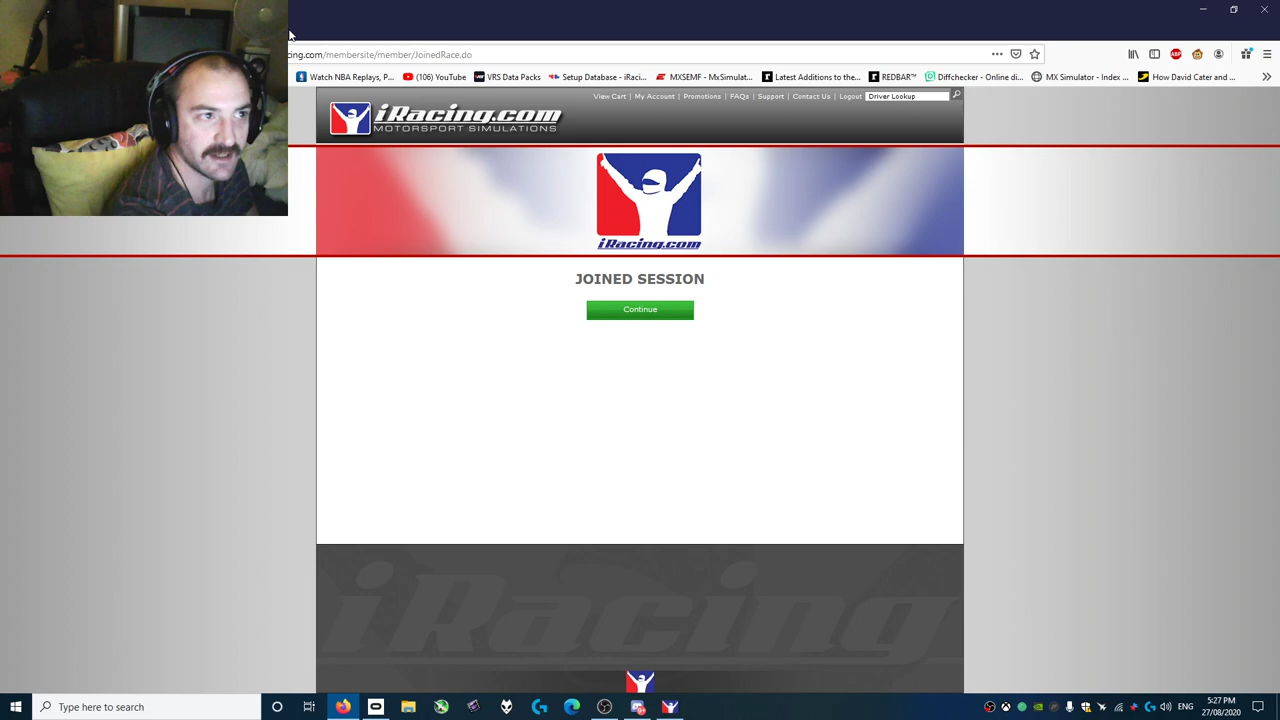 cing.com/membersite/member/JoinedRace.do
Watch NBA Replays, P... (106) YouTube VRS Data Packs Setup Database - iRaci... MXSEMF - MxSimulat... Latest Additions to the... REDBAR™ Diffchecker - Online di... MX Simulator - Index ... How David Cater and ...
View Cart | My Account | Promotions | FAQs | Support | Contact Us | Logout Driver Lookup
iRacing.com
MOTORSPORT SIMULATIONS
iRacing.com
JOINED SESSION
Continue
iRacing
Type here to search
ENG 5:27 PM
27/08/2020